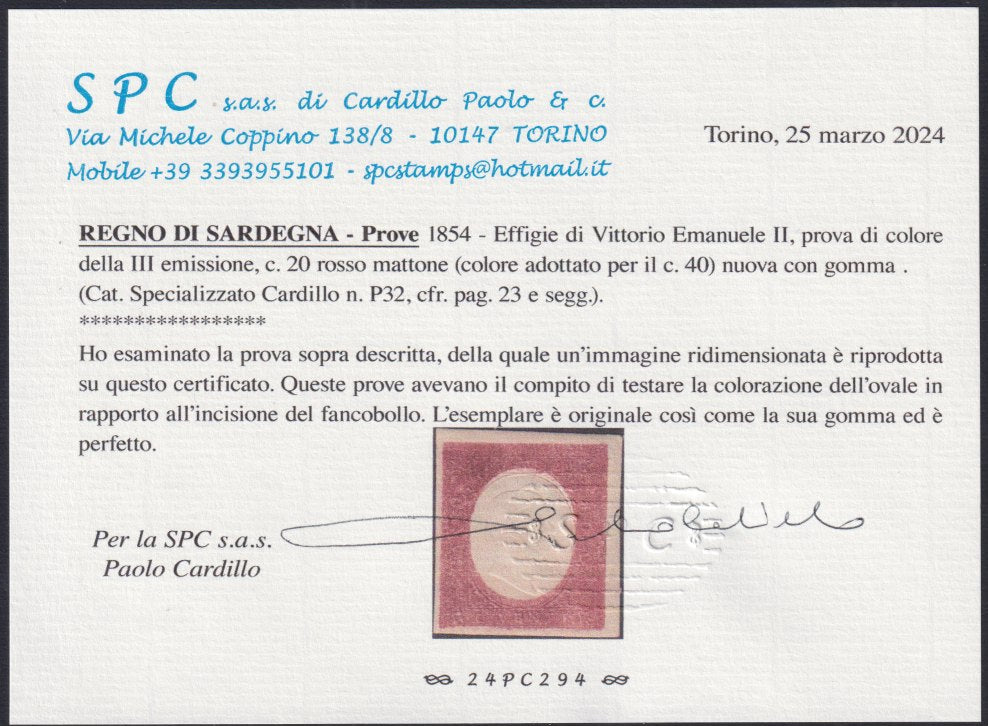 SPC s.a.s. di Cardillo Paolo & c.
Via Michele Coppino 138/8 - 10147 TORINO
Mobile +39 3393955101 - spcstamps@hotmail.it
Torino, 25 marzo 2024
REGNO DI SARDEGNA - Prove 1854 - Effigie di Vittorio Emanuele II, prova di colore
della III emissione, c. 20 rosso mattone (colore adottato per il c. 40) nuova con gomma .
(Cat. Specializzato Cardillo n. P32, cfr. pag. 23 e segg.).
*****************
Ho esaminato la prova sopra descritta, della quale un'immagine ridimensionata è riprodotta
su questo certificato. Queste prove avevano il compito di testare la colorazione dell'ovale in
rapporto all'incisione del fancobollo. L'esemplare è originale così come la sua gomma ed è
perfetto.
Per la SPC s.a.s.
Paolo Cardillo
24PC294